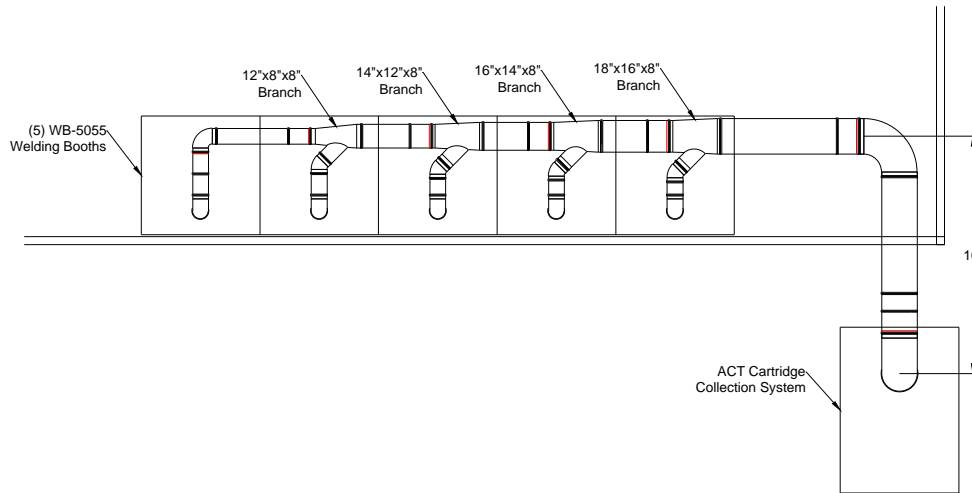 12"x8"x8"
Branch
14"x12"x8"
Branch
16"x14"x8"
Branch
18"x16"x8"
Branch
(5) WB-5055
Welding Booths
ACT Cartridge
Collection System